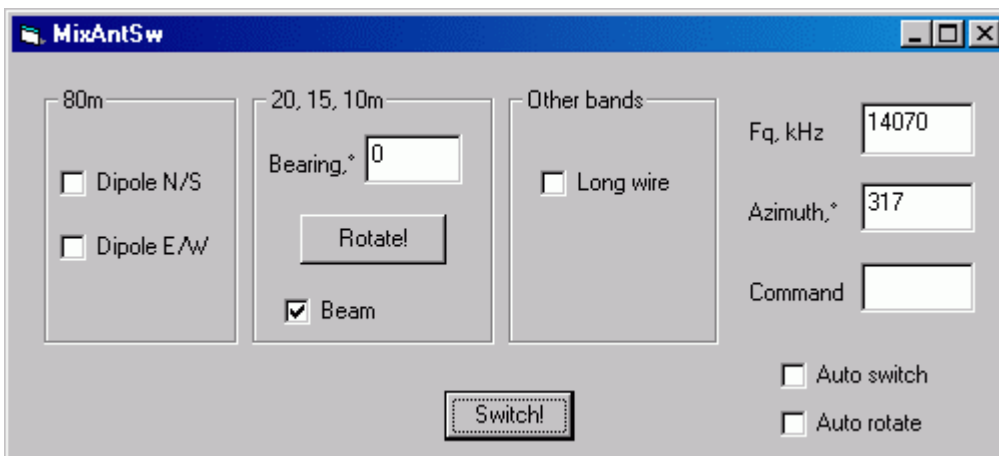 MixAntSw
80m
Dipole N/S
Dipole E/W
20, 15, 10m
Bearing,° 0
Rotate!
Beam
Other bands
Long wire
Fq, kHz 14070
Azimuth,° 317
Command
Auto switch
Auto rotate
Switch!